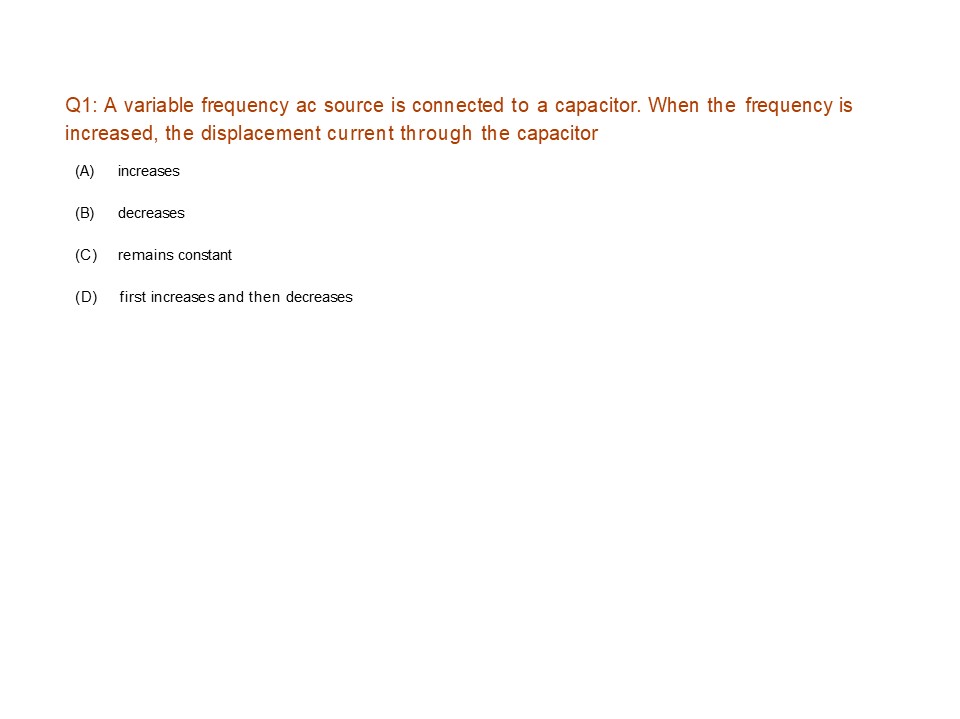 Q1: A variable frequency ac source is connected to a capacitor. When the frequency is
increased, the displacement current through the capacitor
(A) increases
(B) decreases
(C) remains constant
(D) first increases and then decreases